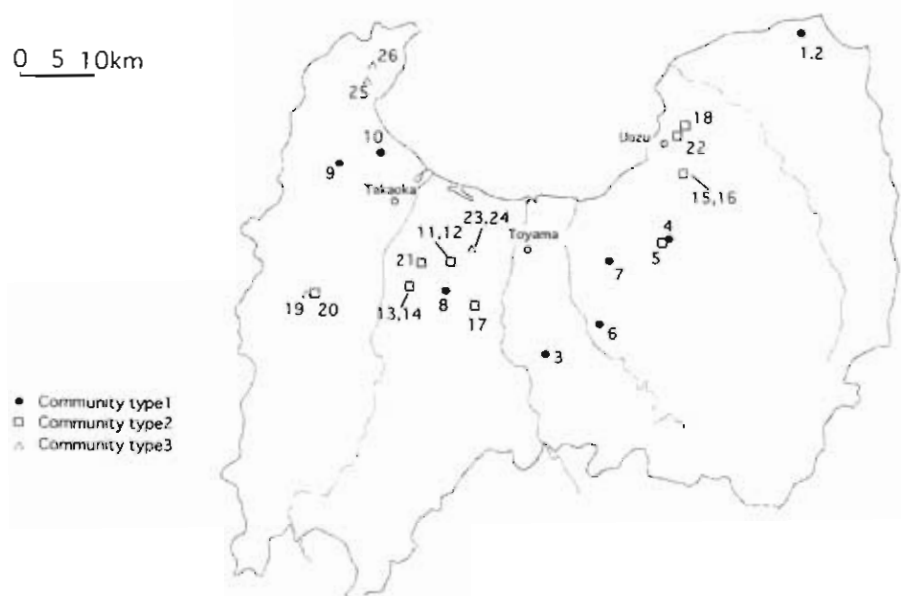 0 5 10km
26
25
1,2
18
10
Uozu
22
9
15,16
Takaoka
23,24
11,12
Toyama
4
21
5
7
19 20
13,14
8
17
6
3
Community type1
Community type2
Community type3